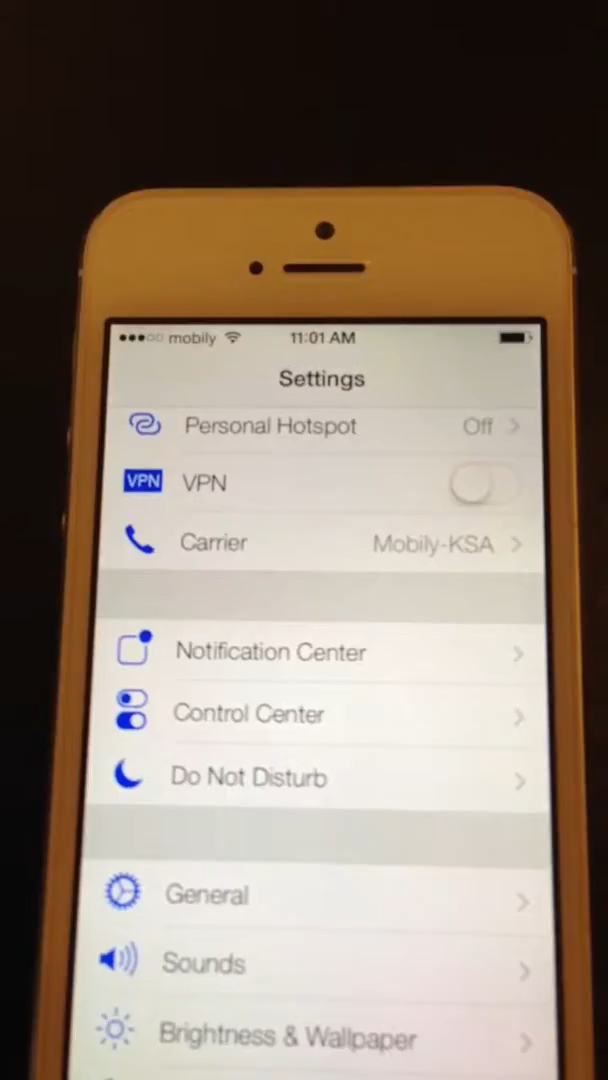 mobily 11:01 AM
Settings
Personal Hotspot Off
VPN VPN
Carrier Mobily-KSA
Notification Center
Control Center
Do Not Disturb
General
Sounds
Brightness & Wallpaper